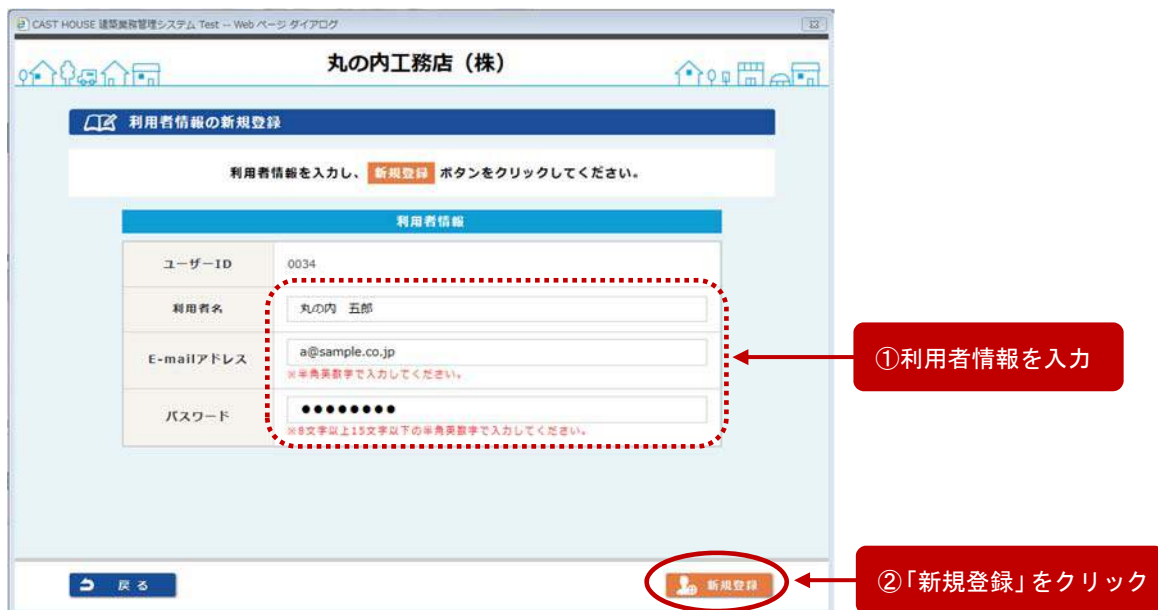 CAST HOUSE 建築業務管理システム Test -- Web ページ ダイアログ
丸の内工務店（株）
利用者情報の新規登録
利用者情報を入力し、 新規登録 ボタンをクリックしてください。
利用者情報
ユーザーID 0034
利用者名 丸の内　五郎
E-mailアドレス a@sample.co.jp
※半角英数字で入力してください。
①利用者情報を入力
パスワード ●●●●●●●●
※8文字以上15文字以下の半角英数字で入力してください。
戻る
新規登録
②「新規登録」をクリック